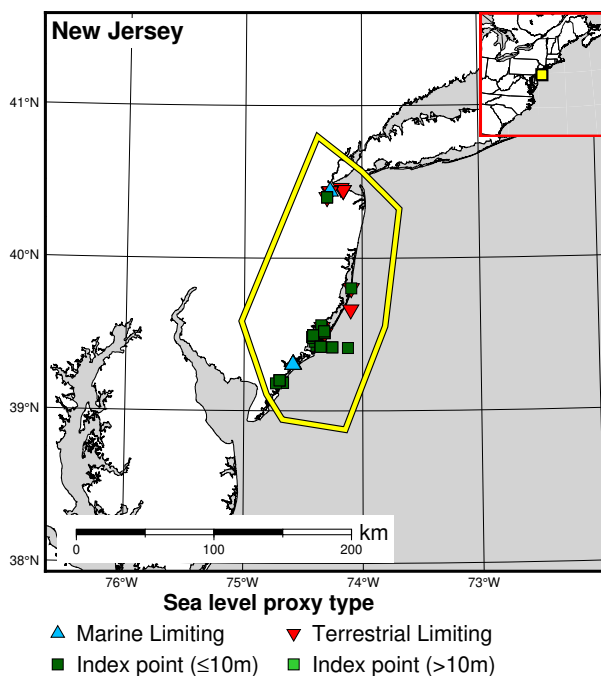 New Jersey
41°N
40°N
39°N
38°N
km
0 100 200
76°W 75°W 74°W 73°W
Sea level proxy type
Marine Limiting Terrestrial Limiting
Index point (≤10m) Index point (>10m)